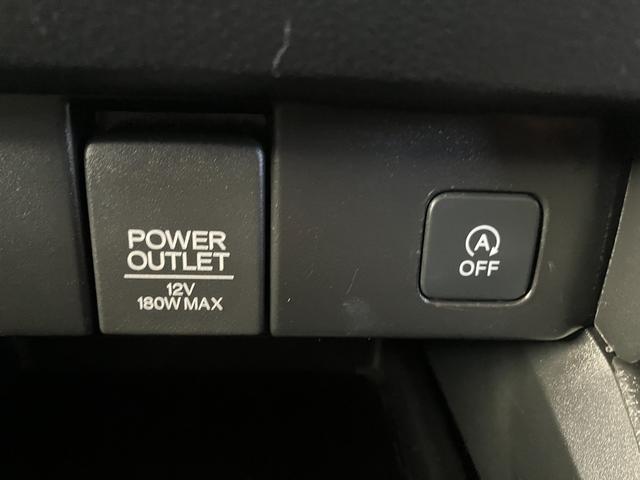 POWER
OUTLET
12V
180W MAX
A
OFF